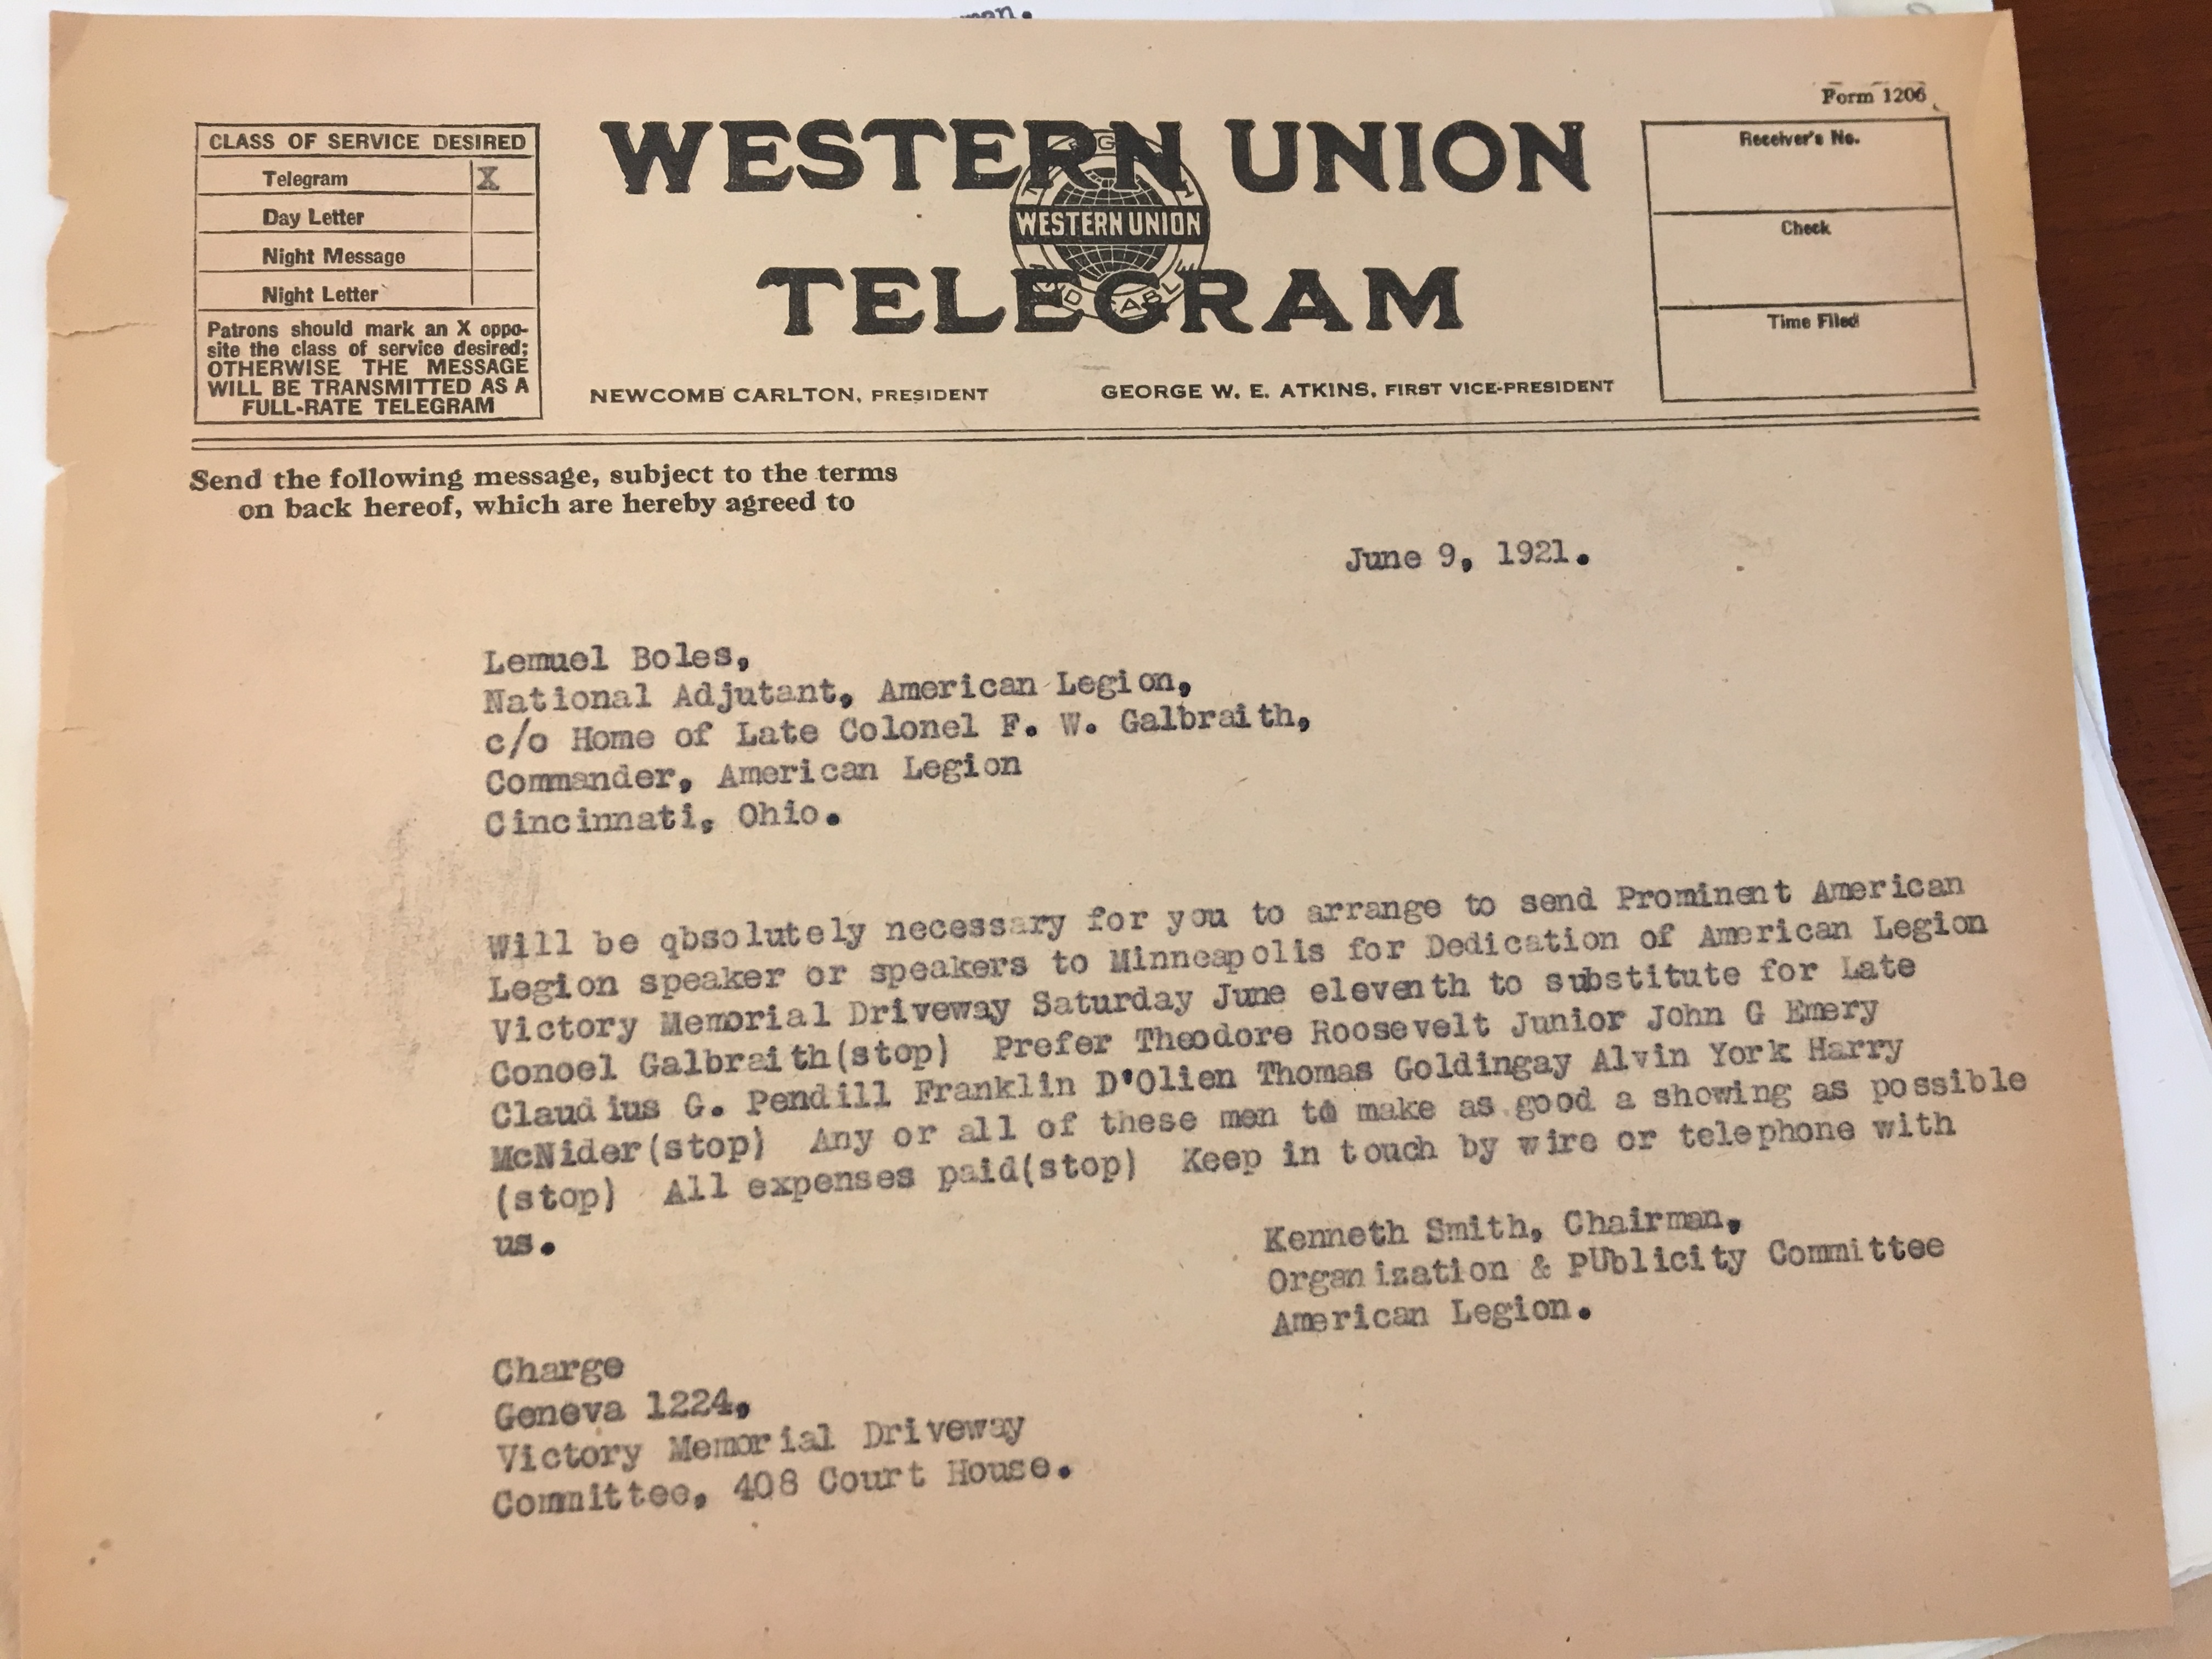 Form 1206
CLASS OF SERVICE DESIRED
Telegram X
Day Letter
Night Message
Night Letter
Patrons should mark an X oppo-
site the class of service desired;
OTHERWISE THE MESSAGE
WILL BE TRANSMITTED AS A
FULL-RATE TELEGRAM
WESTERN UNION
WESTERN UNION
TELEGRAM
NEWCOMB CARLTON, PRESIDENT
GEORGE W. E. ATKINS, FIRST VICE-PRESIDENT
Receiver's No.
Check
Time Filed
Send the following message, subject to the terms
on back hereof, which are hereby agreed to
June 9, 1921.
Lemuel Boles,
National Adjutant, American Legion,
c/o Home of Late Colonel F. W. Galbraith,
Commander, American Legion
Cincinnati, Ohio.
Will be qbsolutely necessary for you to arrange to send Prominent American
Legion speaker or speakers to Minneapolis for Dedication of American Legion
Victory Memorial Driveway Saturday June eleventh to substitute for Late
Conoel Galbraith(stop) Prefer Theodore Roosevelt Junior John G Emery
Claudius G. Pendill Franklin D'Olien Thomas Goldingay Alvin York Harry
McNider(stop) Any or all of these men to make as good a showing as possible
(stop) All expenses paid(stop) Keep in touch by wire or telephone with
us.
Kenneth Smith, Chairman,
Organization & pUblicity Committee
American Legion.
Charge
Geneva 1224,
Victory Memorial Driveway
Committee, 408 Court House.